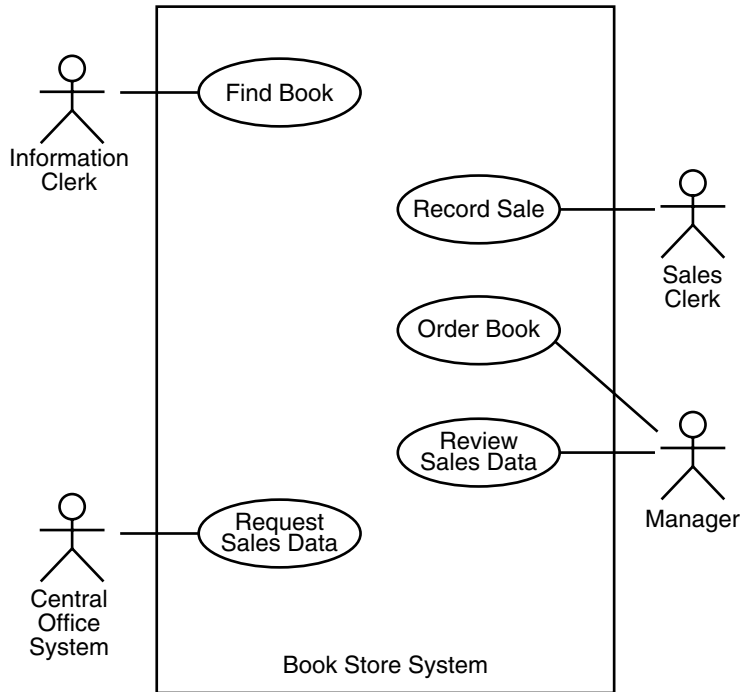 Find Book
Information
Clerk
Record Sale
Sales
Clerk
Order Book
Review
Sales Data
Manager
Request
Sales Data
Central
Office
System
Book Store System